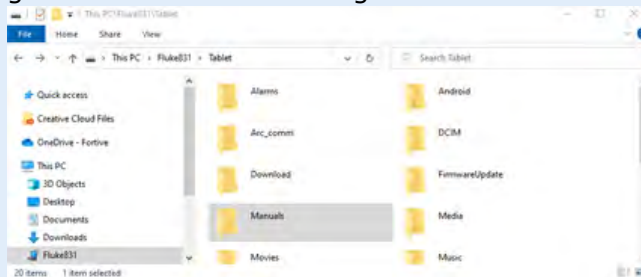 This PC\Fluke831\Tablet
File Home Share View
This PC › Fluke831 › Tablet
Search Tablet
Quick access
Creative Cloud Files
OneDrive - Fortive
This PC
3D Objects
Desktop
Documents
Downloads
Fluke831
Alarms Android
Arc_comm DCIM
Download FirmwareUpdate
Manuals Media
Movies Music
20 items 1 item selected